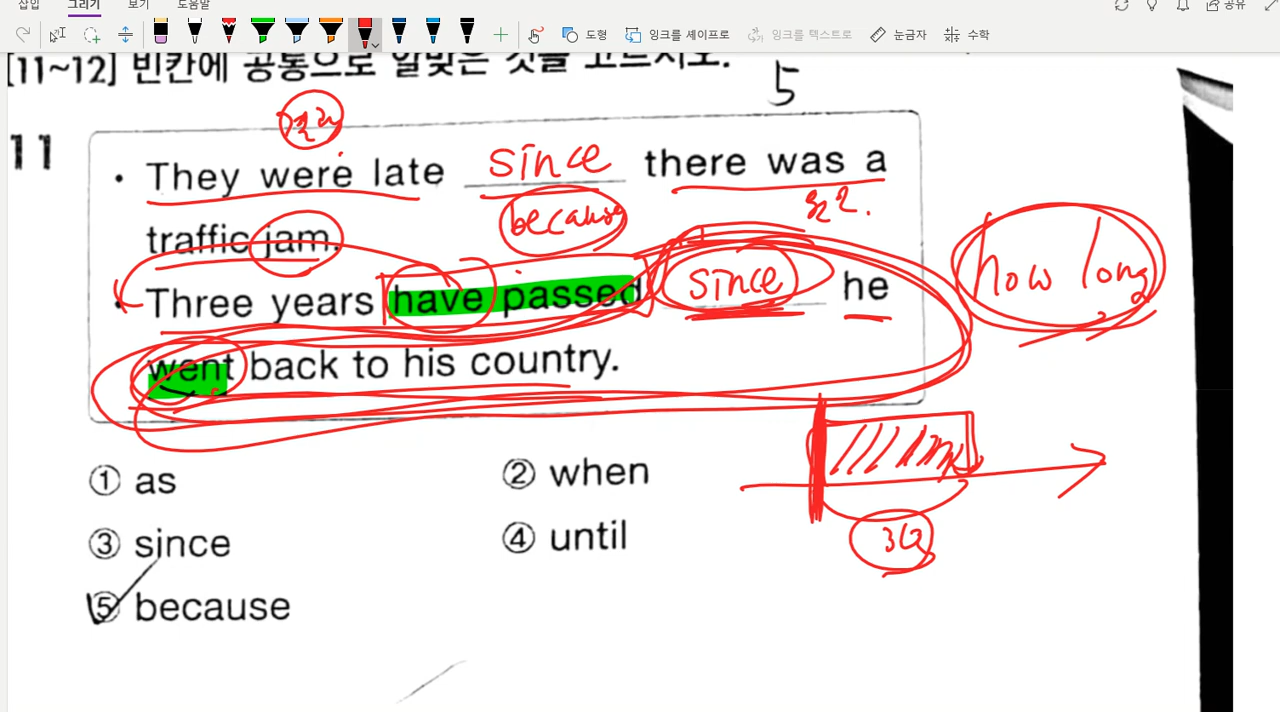 삽입 그리기 보기 도움말 공유
도형 잉크를 셰이프로 잉크를 텍스트로 눈금자 수학
[11~12] 빈칸에 공통으로 알맞은 것을 고르시오.
5
11
결과
• They were late since there was a
because
traffic jam.
how long
• Three years have passed since he
went back to his country.
① as ② when
③ since ④ until
⑤ because